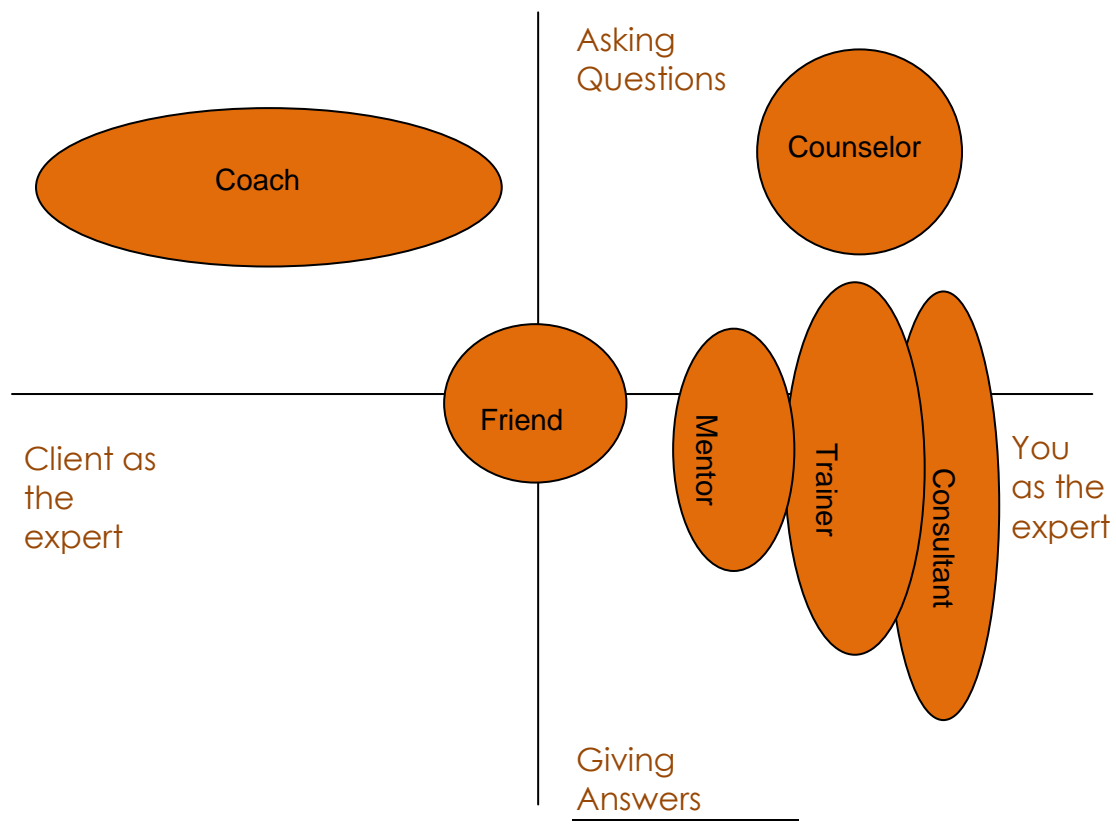 Asking
Questions
Counselor
Coach
Friend
Mentor
Trainer
Consultant
Client as
the
expert
You
as the
expert
Giving
Answers